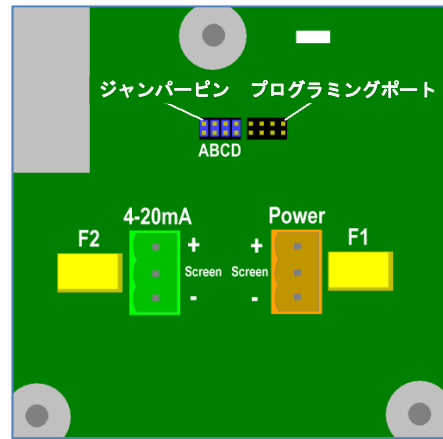 ジャンパーピン プログラミングポート
ABCD
4-20mA Power
F2 + + F1
Screen Screen
- -